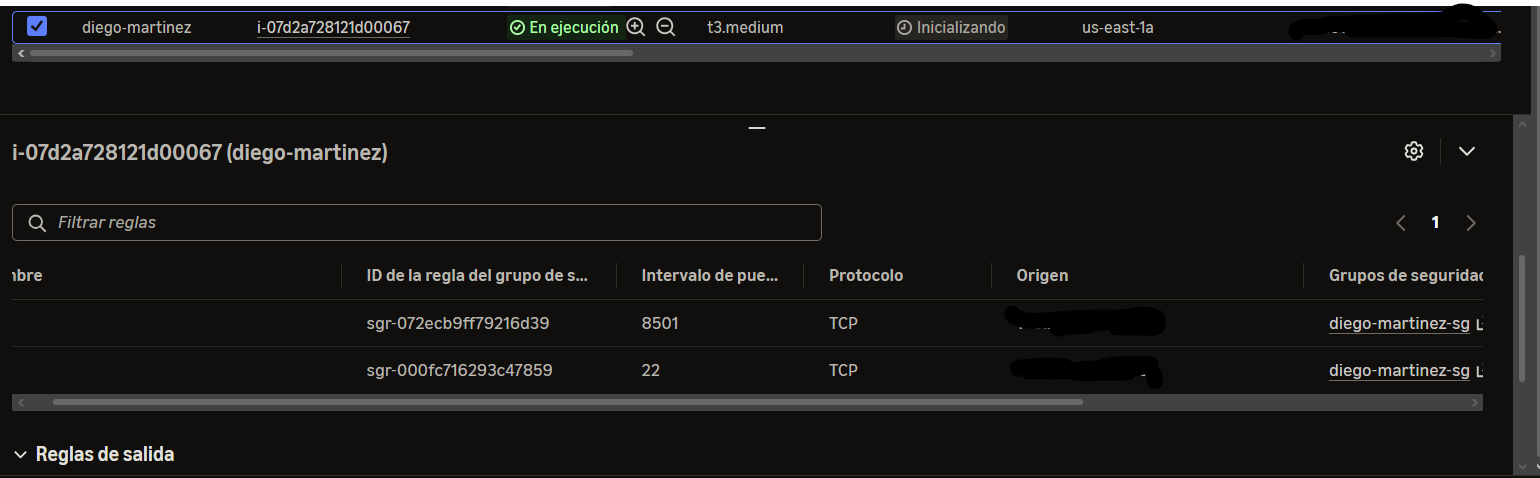 diego-martinez i-07d2a728121d00067 En ejecución t3.medium Inicializando us-east-1a
i-07d2a728121d00067 (diego-martinez)
Filtrar reglas
1
nbre ID de la regla del grupo de s... Intervalo de pue... Protocolo Origen Grupos de seguridad
sgr-072ecb9ff79216d39 8501 TCP diego-martinez-sg
sgr-000fc716293c47859 22 TCP diego-martinez-sg
Reglas de salida